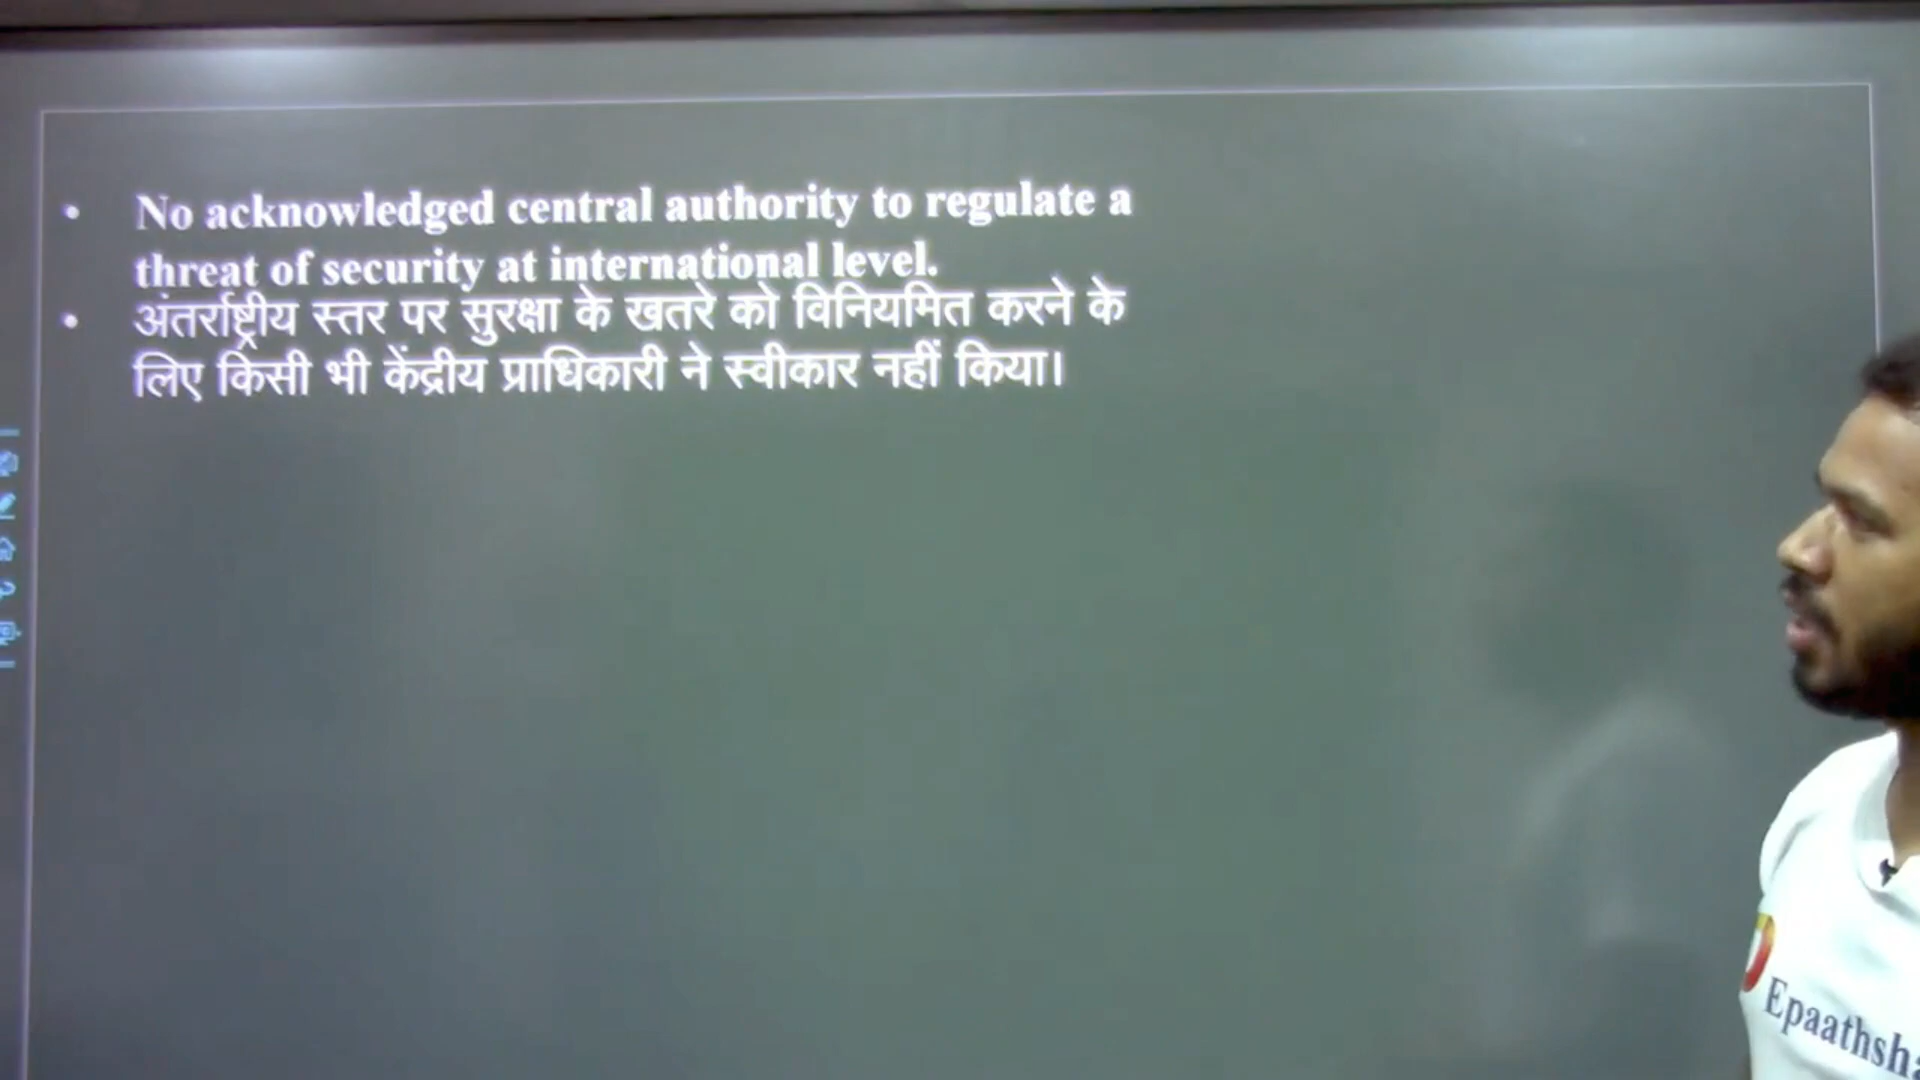 • No acknowledged central authority to regulate a
threat of security at international level.
• अंतर्राष्ट्रीय स्तर पर सुरक्षा के खतरे को विनियमित करने के
लिए किसी भी केंद्रीय प्राधिकारी ने स्वीकार नहीं किया।